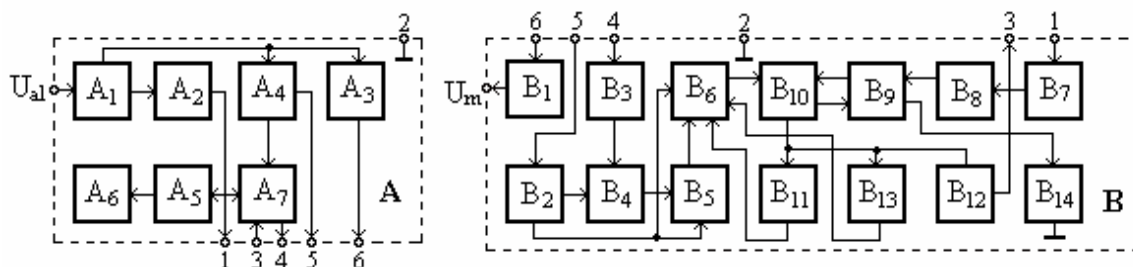 2 6 5 4 2 3 1
U_al A₁ A₂ A₄ A₃ U_m B₁ B₃ B₆ B₁₀ B₉ B₈ B₇
A₆ A₅ A₇ A B₂ B₄ B₅ B₁₁ B₁₃ B₁₂ B₁₄ B
1 3 4 5 6